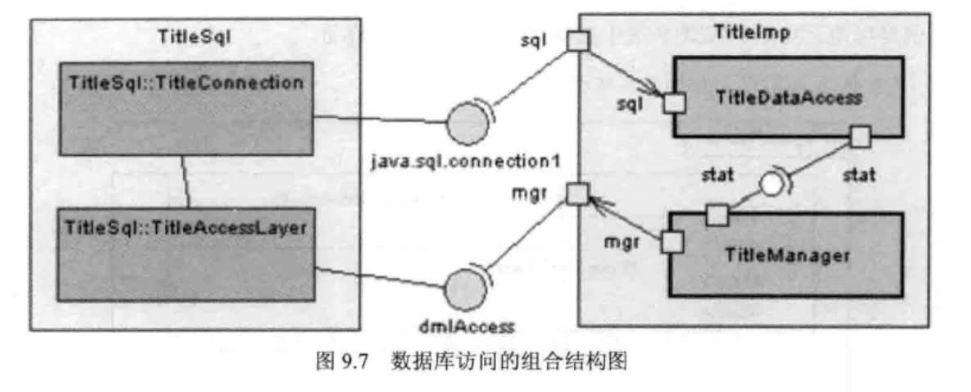 TitleSql
TitleSql::TitleConnection
TitleSql::TitleAccessLayer
sql
java.sql.connection1
mgr
dmlAccess
TitleImp
TitleDataAccess
sql
stat
stat
mgr
TitleManager
图 9.7 数据库访问的组合结构图